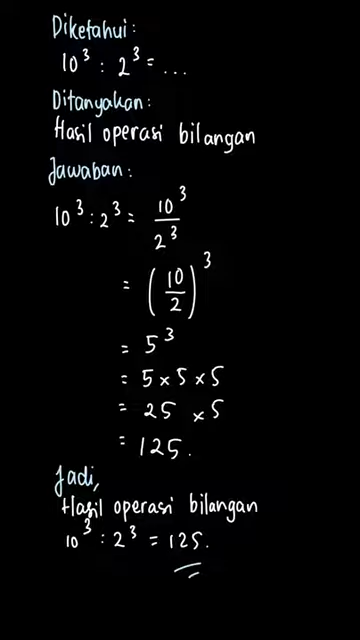 Diketahui:
10³ : 2³ = ...
Ditanyakan:
Hasil operasi bilangan
Jawaban:
10³ : 2³ = 10³/2³
= (10/2)³
= 5³
= 5 × 5 × 5
= 25 × 5
= 125.
Jadi,
Hasil operasi bilangan
10³ : 2³ = 125.